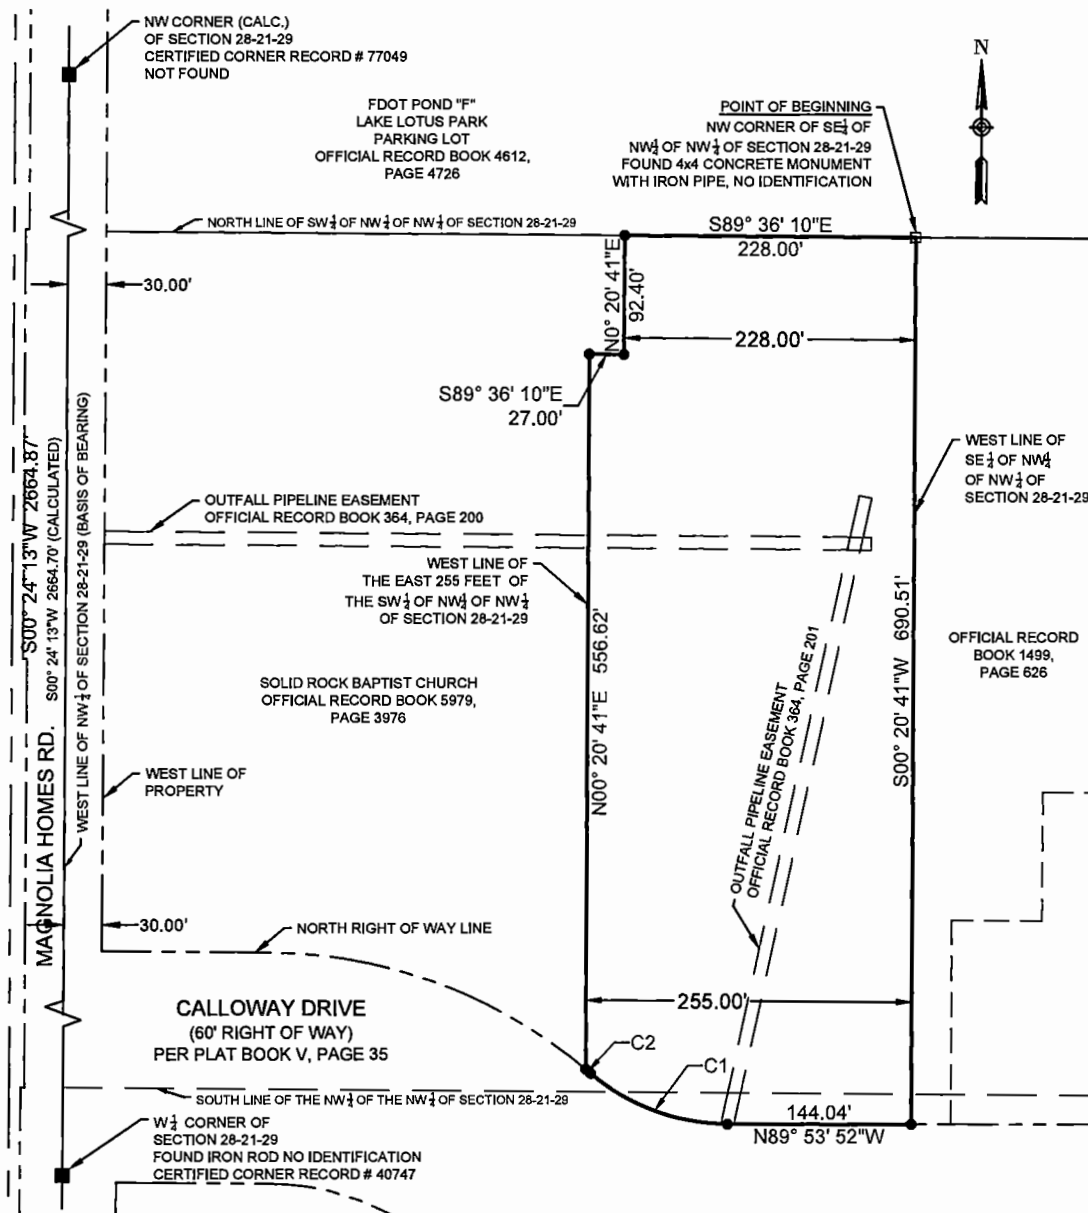 NW CORNER (CALC.)
OF SECTION 28-21-29
CERTIFIED CORNER RECORD # 77049
NOT FOUND
FDOT POND "F"
LAKE LOTUS PARK
PARKING LOT
OFFICIAL RECORD BOOK 4612,
PAGE 4726
POINT OF BEGINNING
NW CORNER OF SE¼ OF
NW¼ OF NW¼ OF SECTION 28-21-29
FOUND 4x4 CONCRETE MONUMENT
WITH IRON PIPE, NO IDENTIFICATION
N
NORTH LINE OF SW¼ OF NW¼ OF NW¼ OF SECTION 28-21-29
S89° 36' 10"E
228.00'
30.00'
N0° 20' 41"E
92.40'
228.00'
S89° 36' 10"E
27.00'
WEST LINE OF
SE ¼ OF NW¼
OF NW¼ OF
SECTION 28-21-29
OUTFALL PIPELINE EASEMENT
OFFICIAL RECORD BOOK 364, PAGE 200
WEST LINE OF
THE EAST 255 FEET OF
THE SW¼ OF NW¼ OF NW¼
OF SECTION 28-21-29
S00° 24' 13"W 2664.87'
S00° 24' 13"W 2664.70' (CALCULATED)
WEST LINE OF NW¼ OF SECTION 28-21-29 (BASIS OF BEARING)
MAGNOLIA HOMES RD.
SOLID ROCK BAPTIST CHURCH
OFFICIAL RECORD BOOK 5979,
PAGE 3976
N00° 20' 41"E 556.62'
OUTFALL PIPELINE EASEMENT
OFFICIAL RECORD BOOK 364, PAGE 201
S00° 20' 41"W 690.51'
OFFICIAL RECORD
BOOK 1499,
PAGE 626
WEST LINE OF
PROPERTY
30.00'
NORTH RIGHT OF WAY LINE
CALLOWAY DRIVE
(60' RIGHT OF WAY)
PER PLAT BOOK V, PAGE 35
255.00'
C2
C1
SOUTH LINE OF THE NW¼ OF THE NW¼ OF SECTION 28-21-29
144.04'
N89° 53' 52"W
W¼ CORNER OF
SECTION 28-21-29
FOUND IRON ROD NO IDENTIFICATION
CERTIFIED CORNER RECORD # 40747